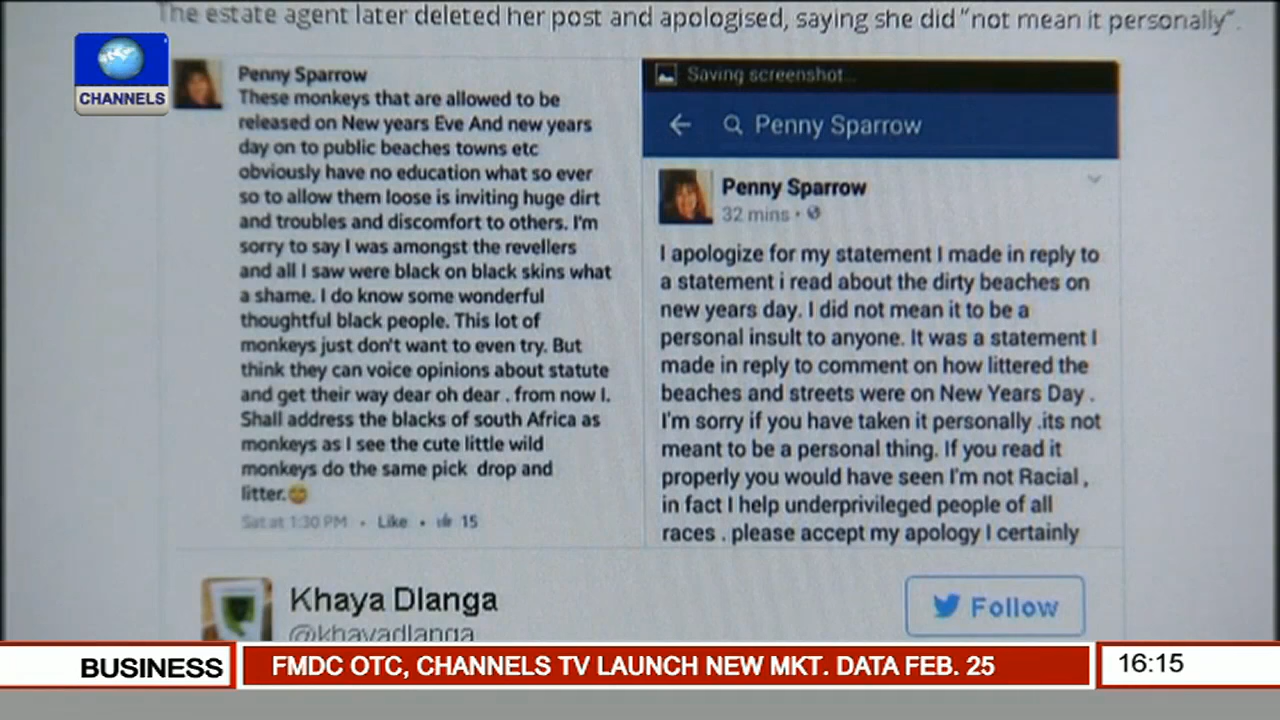 The estate agent later deleted her post and apologised, saying she did “not mean it personally”.
CHANNELS
Penny Sparrow
These monkeys that are allowed to be
released on New years Eve And new years
day on to public beaches towns etc
obviously have no education what so ever
so to allow them loose is inviting huge dirt
and troubles and discomfort to others. I'm
sorry to say I was amongst the revellers
and all I saw were black on black skins what
a shame. I do know some wonderful
thoughtful black people. This lot of
monkeys just don't want to even try. But
think they can voice opinions about statute
and get their way dear oh dear . from now I.
Shall address the blacks of south Africa as
monkeys as I see the cute little wild
monkeys do the same pick drop and
litter.
Sat at 1:30 PM • Like • 15
Saving screenshot...
Penny Sparrow
Penny Sparrow
32 mins •
I apologize for my statement I made in reply to
a statement i read about the dirty beaches on
new years day. I did not mean it to be a
personal insult to anyone. It was a statement I
made in reply to comment on how littered the
beaches and streets were on New Years Day .
I'm sorry if you have taken it personally .its not
meant to be a personal thing. If you read it
properly you would have seen I'm not Racial ,
in fact I help underprivileged people of all
races . please accept my apology I certainly
Khaya Dlanga
@khayadlanga
Follow
BUSINESS
FMDC OTC, CHANNELS TV LAUNCH NEW MKT. DATA FEB. 25
16:15